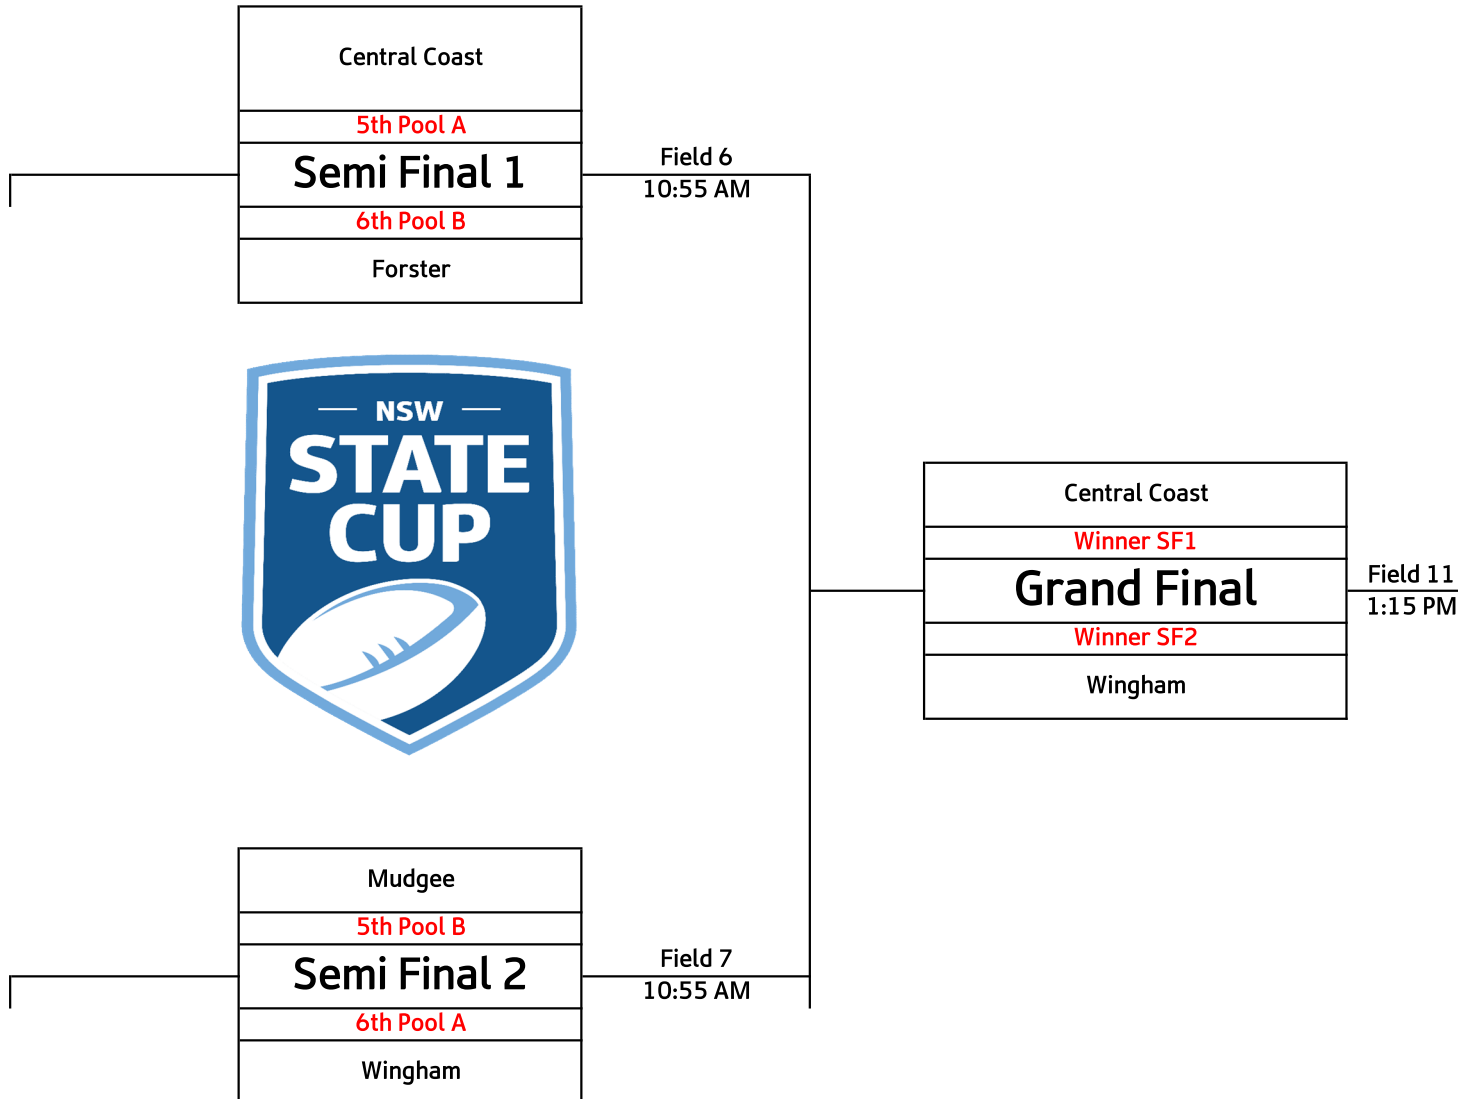 Central Coast
5th Pool A
Semi Final 1
6th Pool B
Forster
Field 6
10:55 AM
NSW
STATE
CUP
Mudgee
5th Pool B
Semi Final 2
6th Pool A
Wingham
Field 7
10:55 AM
Central Coast
Winner SF1
Grand Final
Winner SF2
Wingham
Field 11
1:15 PM